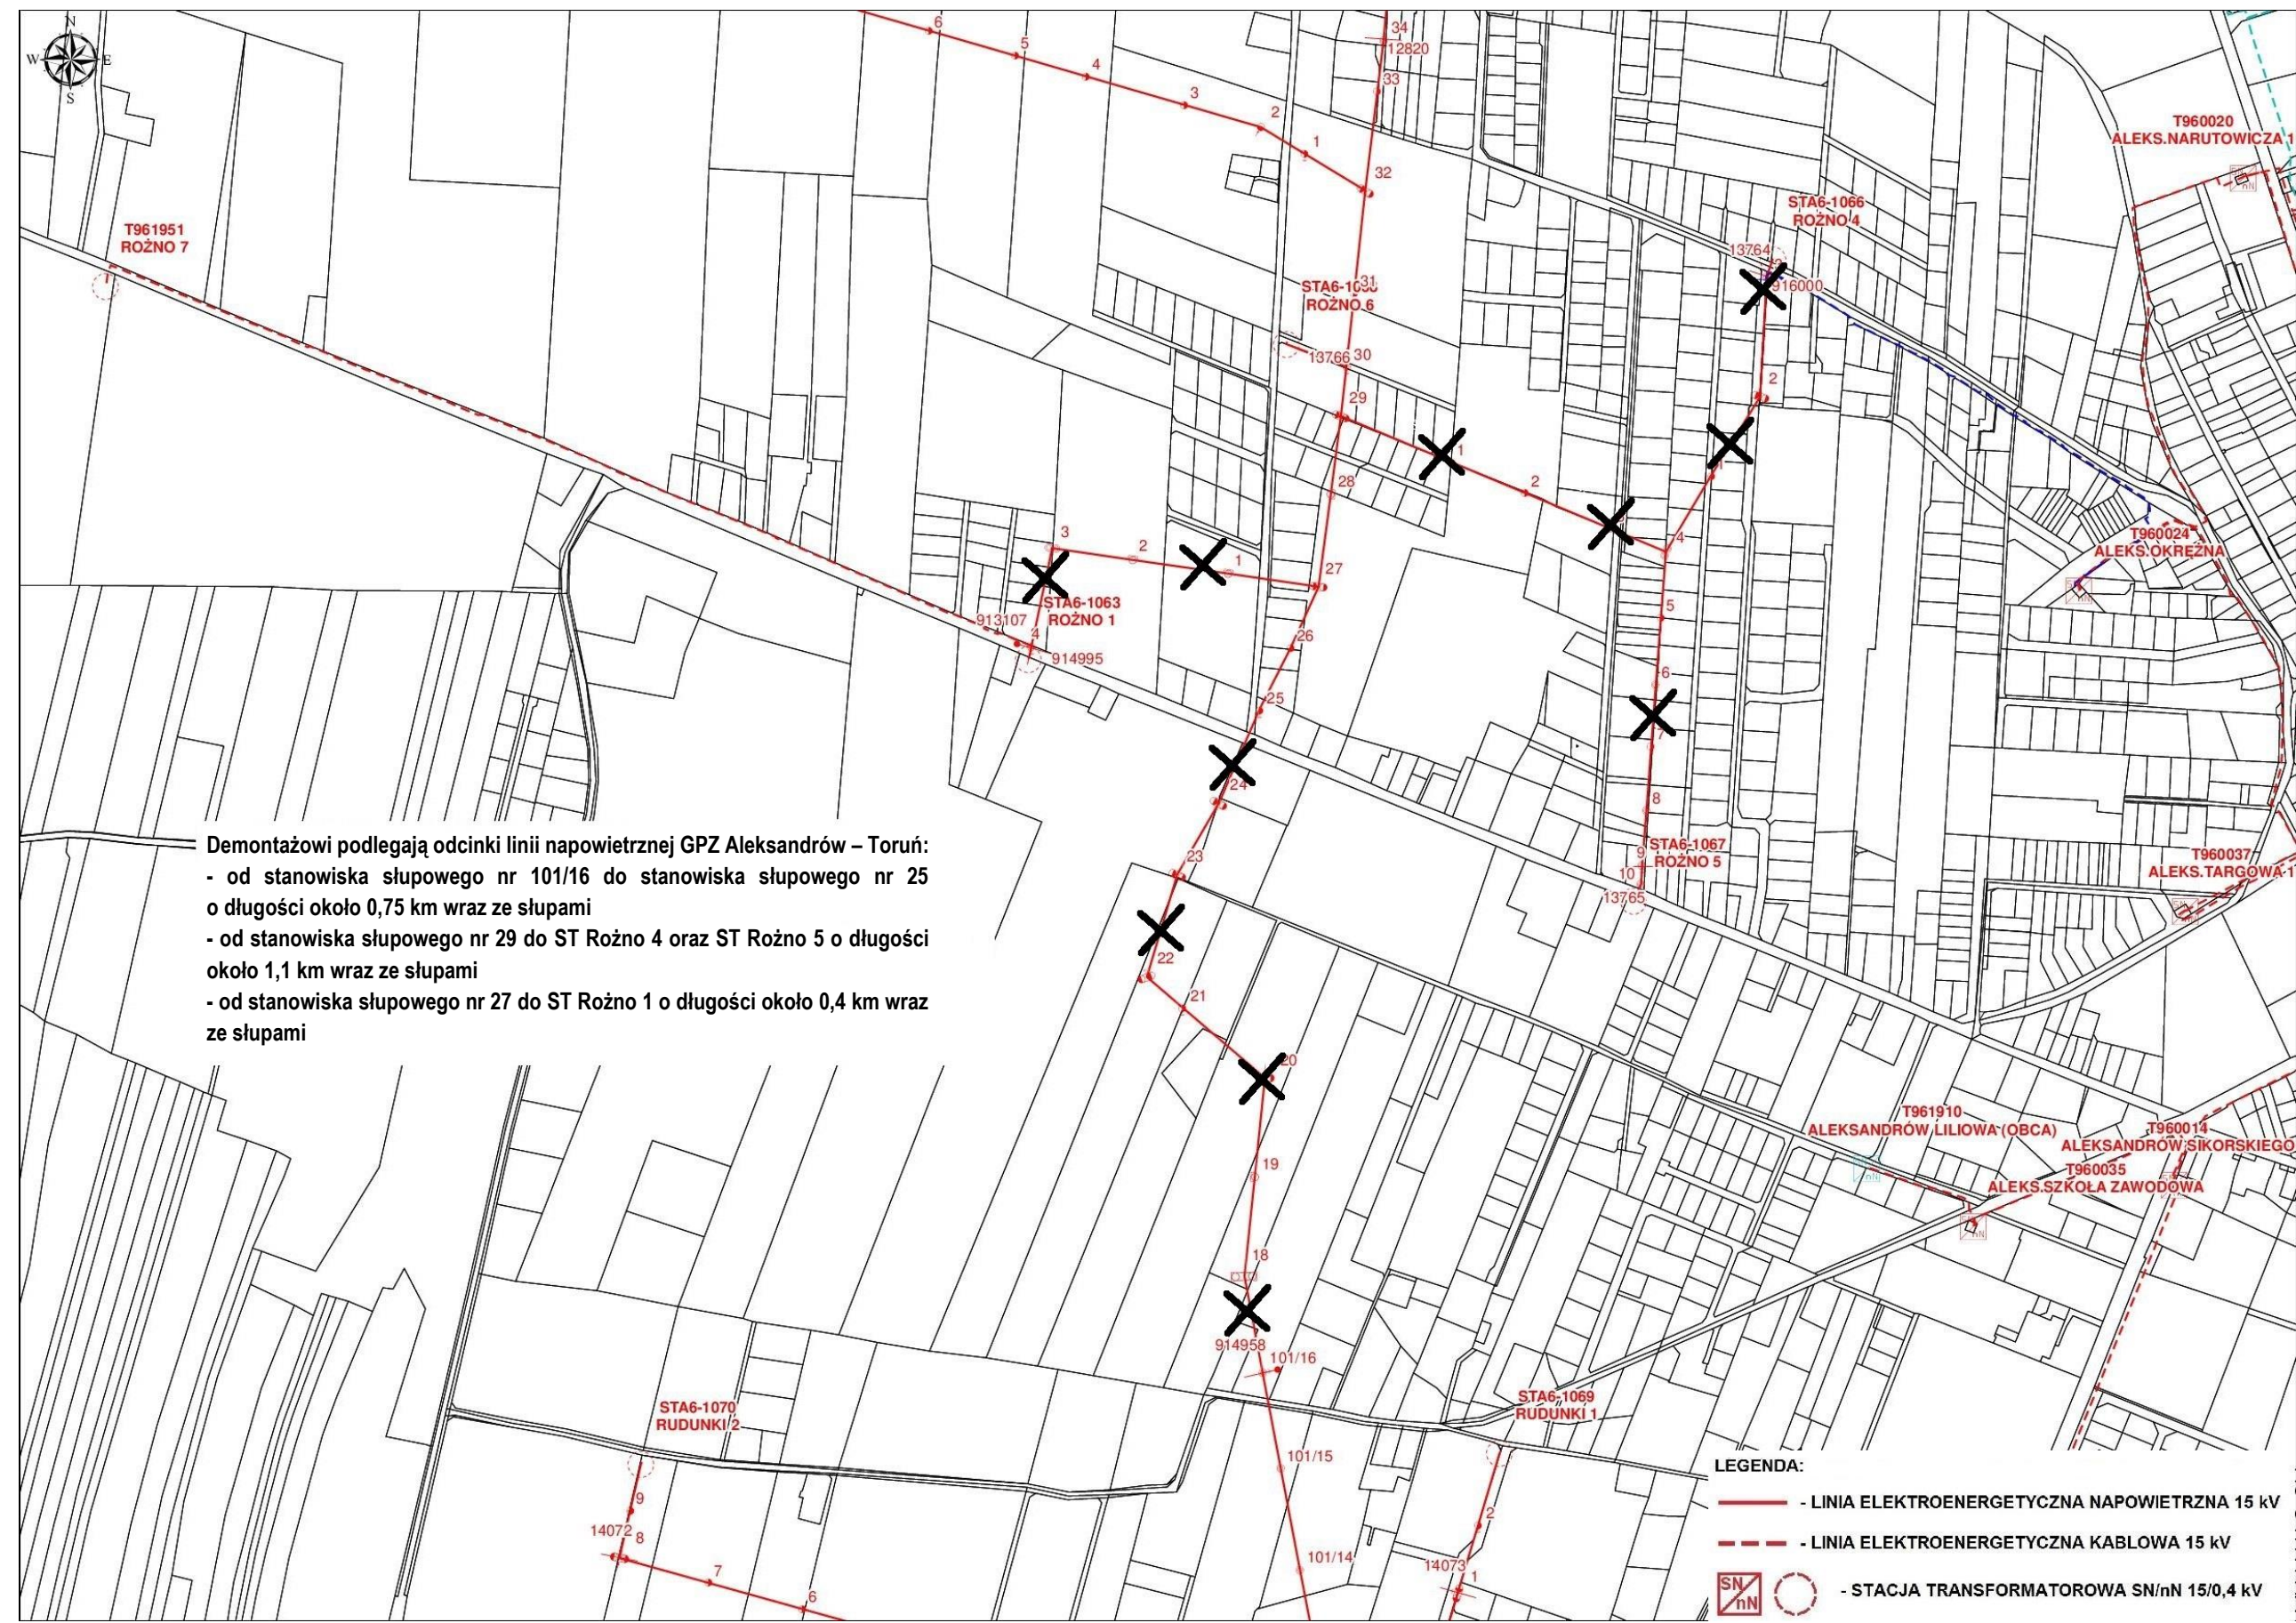 N
W E
S
6
5
4
3
2
1
34
12820
33
32
T960020
ALEKS.NARUTOWICZA 1
STA6-1066
ROŻNO 4
13764
916000
T961951
ROŻNO 7
1
31
STA6-1068
ROŻNO 6
13766 30
29
2
1
2
28
1
3
2
1
27
4
T960024
ALEKS.OKRĘŻNA
STA6-1063
ROŻNO 1
913107
4
914995
5
26
6
25
7
24
8
Demontażowi podlegają odcinki linii napowietrznej GPZ Aleksandrów – Toruń:
- od stanowiska słupowego nr 101/16 do stanowiska słupowego nr 25
o długości około 0,75 km wraz ze słupami
- od stanowiska słupowego nr 29 do ST Rożno 4 oraz ST Rożno 5 o długości
około 1,1 km wraz ze słupami
- od stanowiska słupowego nr 27 do ST Rożno 1 o długości około 0,4 km wraz
ze słupami
23
STA6-1067
ROŻNO 5
9
10
13765
T960037
ALEKS.TARGOWA 1
22
21
20
T961910
ALEKSANDRÓW LILIOWA (OBCA)
T960014
ALEKSANDRÓW SIKORSKIEGO
T960035
ALEKS.SZKOŁA ZAWODOWA
19
18
914958
101/16
STA6-1070
RUDUNKI 2
STA6-1069
RUDUNKI 1
101/15
9
14072 8
7
6
2
101/14
14073
1
LEGENDA:
- LINIA ELEKTROENERGETYCZNA NAPOWIETRZNA 15 kV
- LINIA ELEKTROENERGETYCZNA KABLOWA 15 kV
SN
nN
- STACJA TRANSFORMATOROWA SN/nN 15/0,4 kV